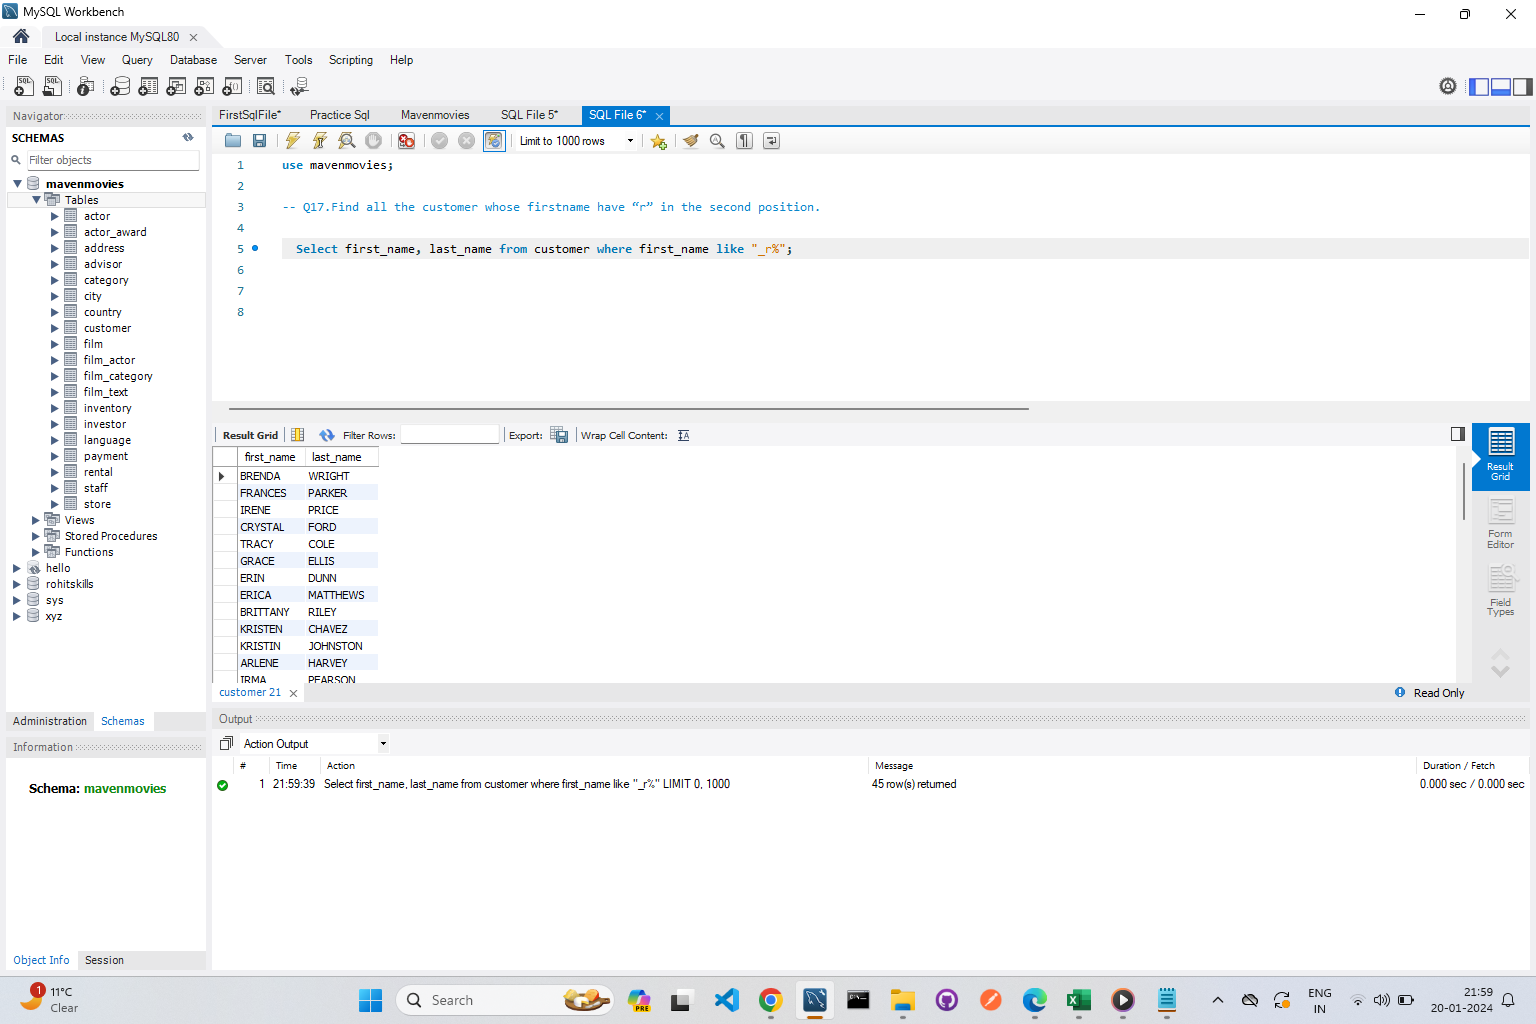 MySQL Workbench
Local instance MySQL80
File Edit View Query Database Server Tools Scripting Help
Navigator
SCHEMAS
Filter objects
mavenmovies
Tables
actor
actor_award
address
advisor
category
city
country
customer
film
film_actor
film_category
film_text
inventory
investor
language
payment
rental
staff
store
Views
Stored Procedures
Functions
hello
rohitskills
sys
xyz
Administration Schemas
Information
Schema: mavenmovies
Object Info Session
FirstSqlFile* Practice Sql Mavenmovies SQL File 5* SQL File 6*
Limit to 1000 rows
1 use mavenmovies;
2
3 -- Q17.Find all the customer whose firstname have “r” in the second position.
4
5 Select first_name, last_name from customer where first_name like "_r%";
6
7
8
Result Grid Filter Rows: Export: Wrap Cell Content:
first_name last_name
BRENDA WRIGHT
FRANCES PARKER
IRENE PRICE
CRYSTAL FORD
TRACY COLE
GRACE ELLIS
ERIN DUNN
ERICA MATTHEWS
BRITTANY RILEY
KRISTEN CHAVEZ
KRISTIN JOHNSTON
ARLENE HARVEY
IRMA PEARSON
Result
Grid
Form
Editor
Field
Types
customer 21
Read Only
Output
Action Output
# Time Action Message Duration / Fetch
1 21:59:39 Select first_name, last_name from customer where first_name like "_r%" LIMIT 0, 1000 45 row(s) returned 0.000 sec / 0.000 sec
1
11°C
Clear
Search
PRE
ENG
IN
21:59
20-01-2024